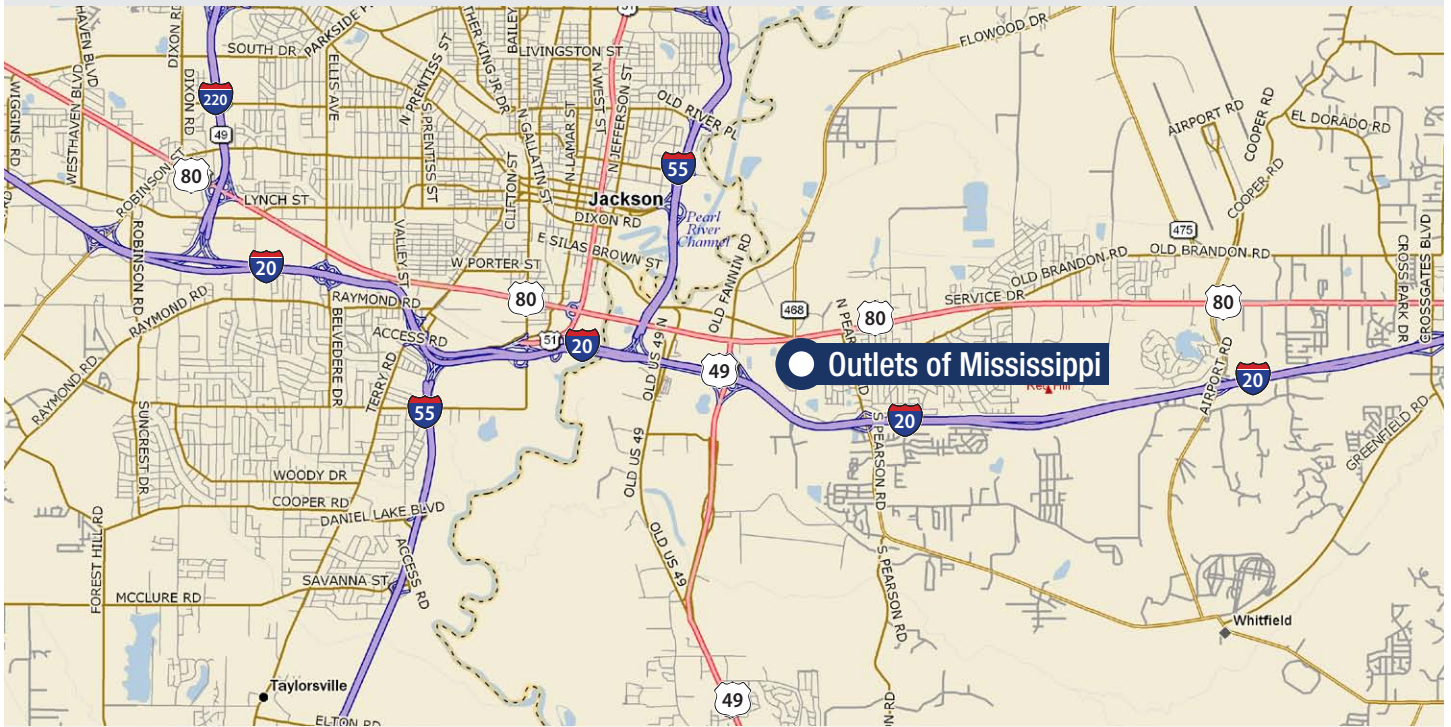 SOUTH DR
DIXON RD
ELLIS AVE
N PRENTISS ST
LIVINGSTON ST
N WEST ST
FLOWOOD DR
WIGGINS RD
WESTHAVEN BLVD
DIXON RD
220
49
S PRENTISS ST
N GALLATIN ST
N LAMAR ST
N JEFFERSON ST
OLD RIVER PL
AIRPORT RD
COOPER RD
EL DORADO RD
ROBINSON ST
80
LYNCH ST
CLIFTON ST
55
Jackson
DIXON RD
Pearl
River
Channel
COOPER RD
475
ROBINSON RD
VALLEY ST
W PORTER ST
E SILAS BROWN ST
OLD FANNIN RD
OLD BRANDON RD
OLD BRANDON RD
CROSS PARK DR
CROSSGATES BLVD
20
RAYMOND RD
RAYMOND RD
80
468
SERVICE DR
80
80
BELVEDERE DR
ACCESS RD
51
20
OLD US 49 N
49
Outlets of Mississippi
Red Hill
20
RAYMOND RD
TERRY RD
55
20
S PEARSON RD
AIRPORT RD
GREENFIELD RD
SUNCREST DR
WOODY DR
COOPER RD
DANIEL LAKE BLVD
OLD US 49
FOREST HILL RD
SAVANNA ST
ACCESS RD
OLD US 49
S PEARSON RD
MCCLURE RD
Whitfield
Taylorsville
ELTON RD
49